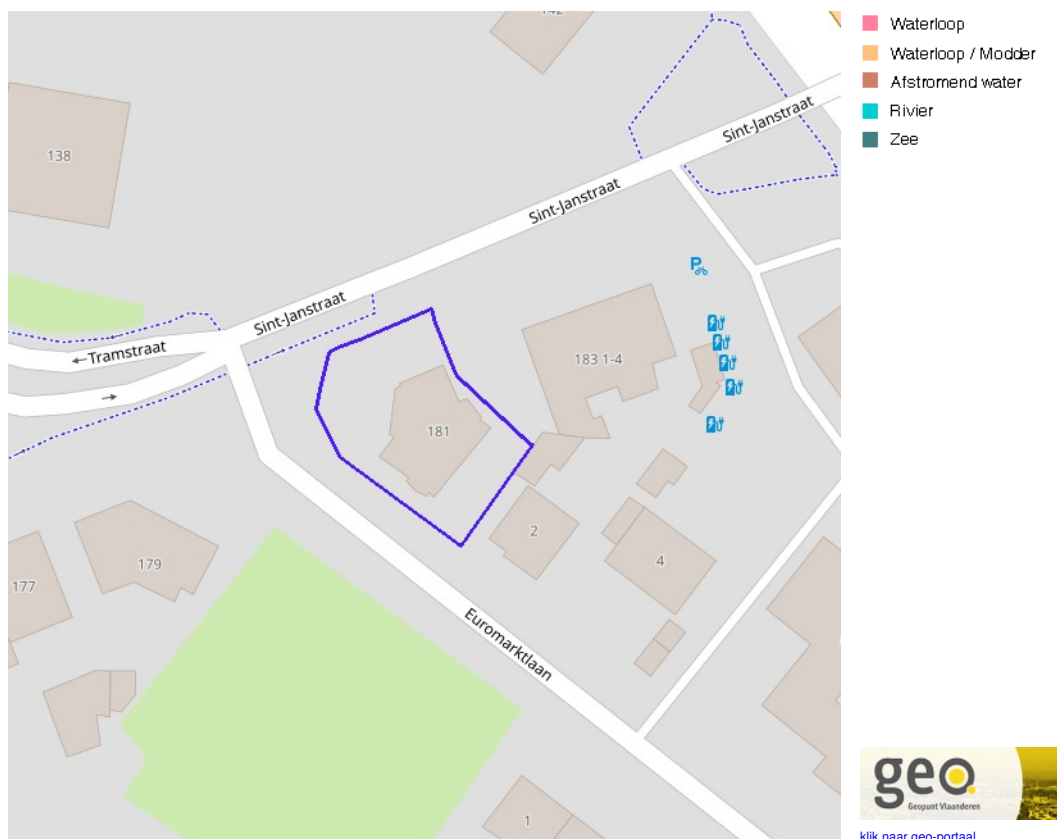 142
138
Sint-Janstraat
Sint-Janstraat
Sint-Janstraat
←Tramstraat
183 1-4
181
2
4
179
177
Euromarktlaan
1
Waterloop
Waterloop / Modder
Afstromend water
Rivier
Zee
geo
Geopunt Vlaanderen
klik naar geo-portaal